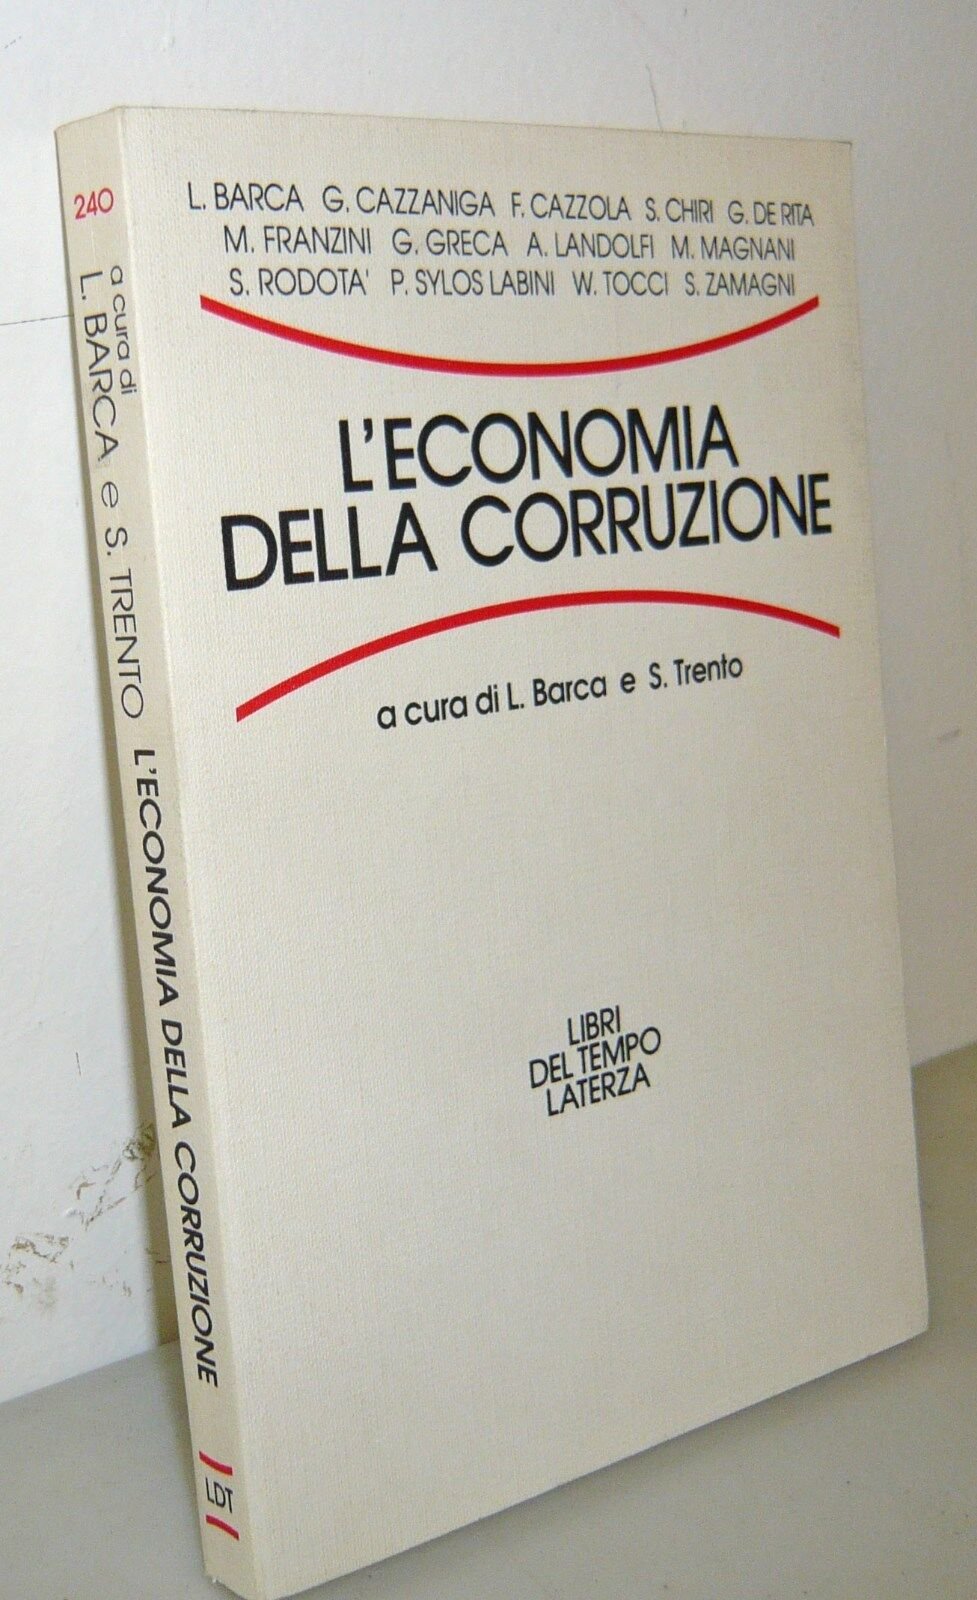 L. BARCA G. CAZZANIGA F. CAZZOLA S. CHIRI G. DE RITA
M. FRANZINI G. GRECA A. LANDOLFI M. MAGNANI
S. RODOTA' P. SYLOS LABINI W. TOCCI S. ZAMAGNI
L'ECONOMIA
DELLA CORRUZIONE
a cura di L. Barca e S. Trento
LIBRI
DEL TEMPO
LATERZA
240
a cura di
L. BARCA e S. TRENTO L'ECONOMIA DELLA CORRUZIONE
LDT